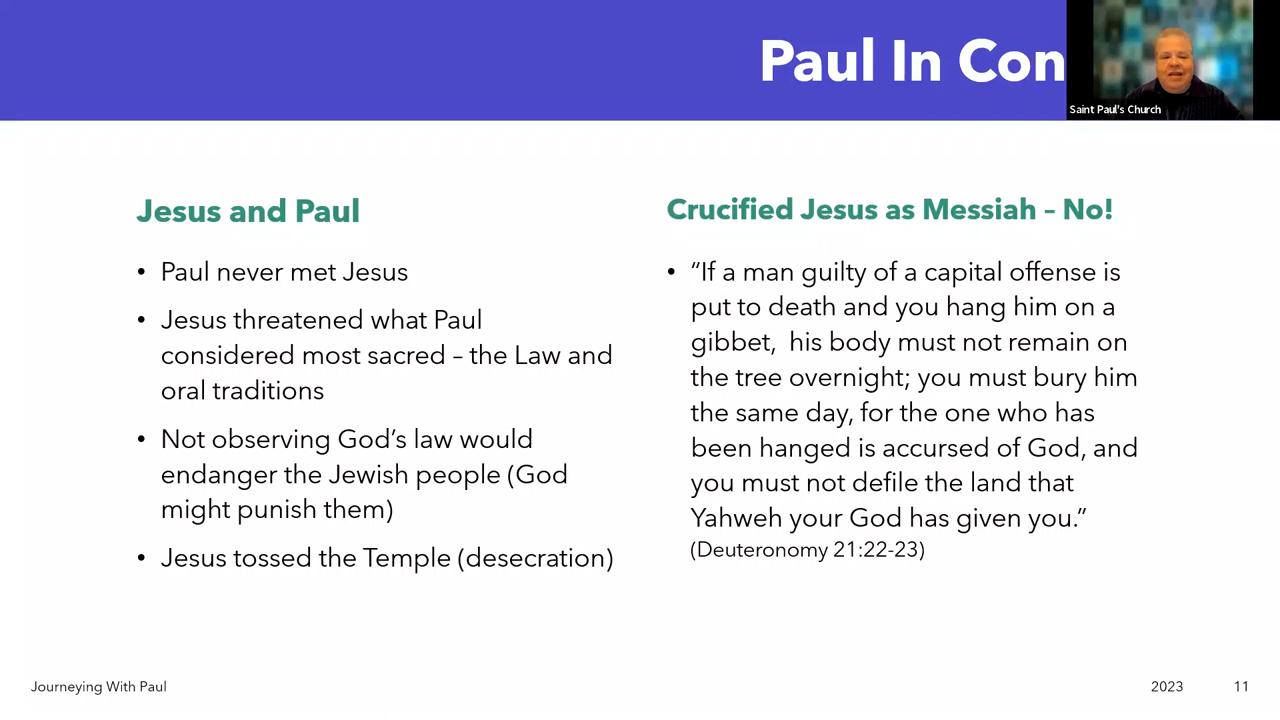 Paul In Con
Saint Paul's Church
Jesus and Paul
• Paul never met Jesus
• Jesus threatened what Paul
considered most sacred – the Law and
oral traditions
• Not observing God’s law would
endanger the Jewish people (God
might punish them)
• Jesus tossed the Temple (desecration)
Crucified Jesus as Messiah – No!
• “If a man guilty of a capital offense is
put to death and you hang him on a
gibbet,  his body must not remain on
the tree overnight; you must bury him
the same day, for the one who has
been hanged is accursed of God, and
you must not defile the land that
Yahweh your God has given you.”
(Deuteronomy 21:22-23)
Journeying With Paul
2023
11